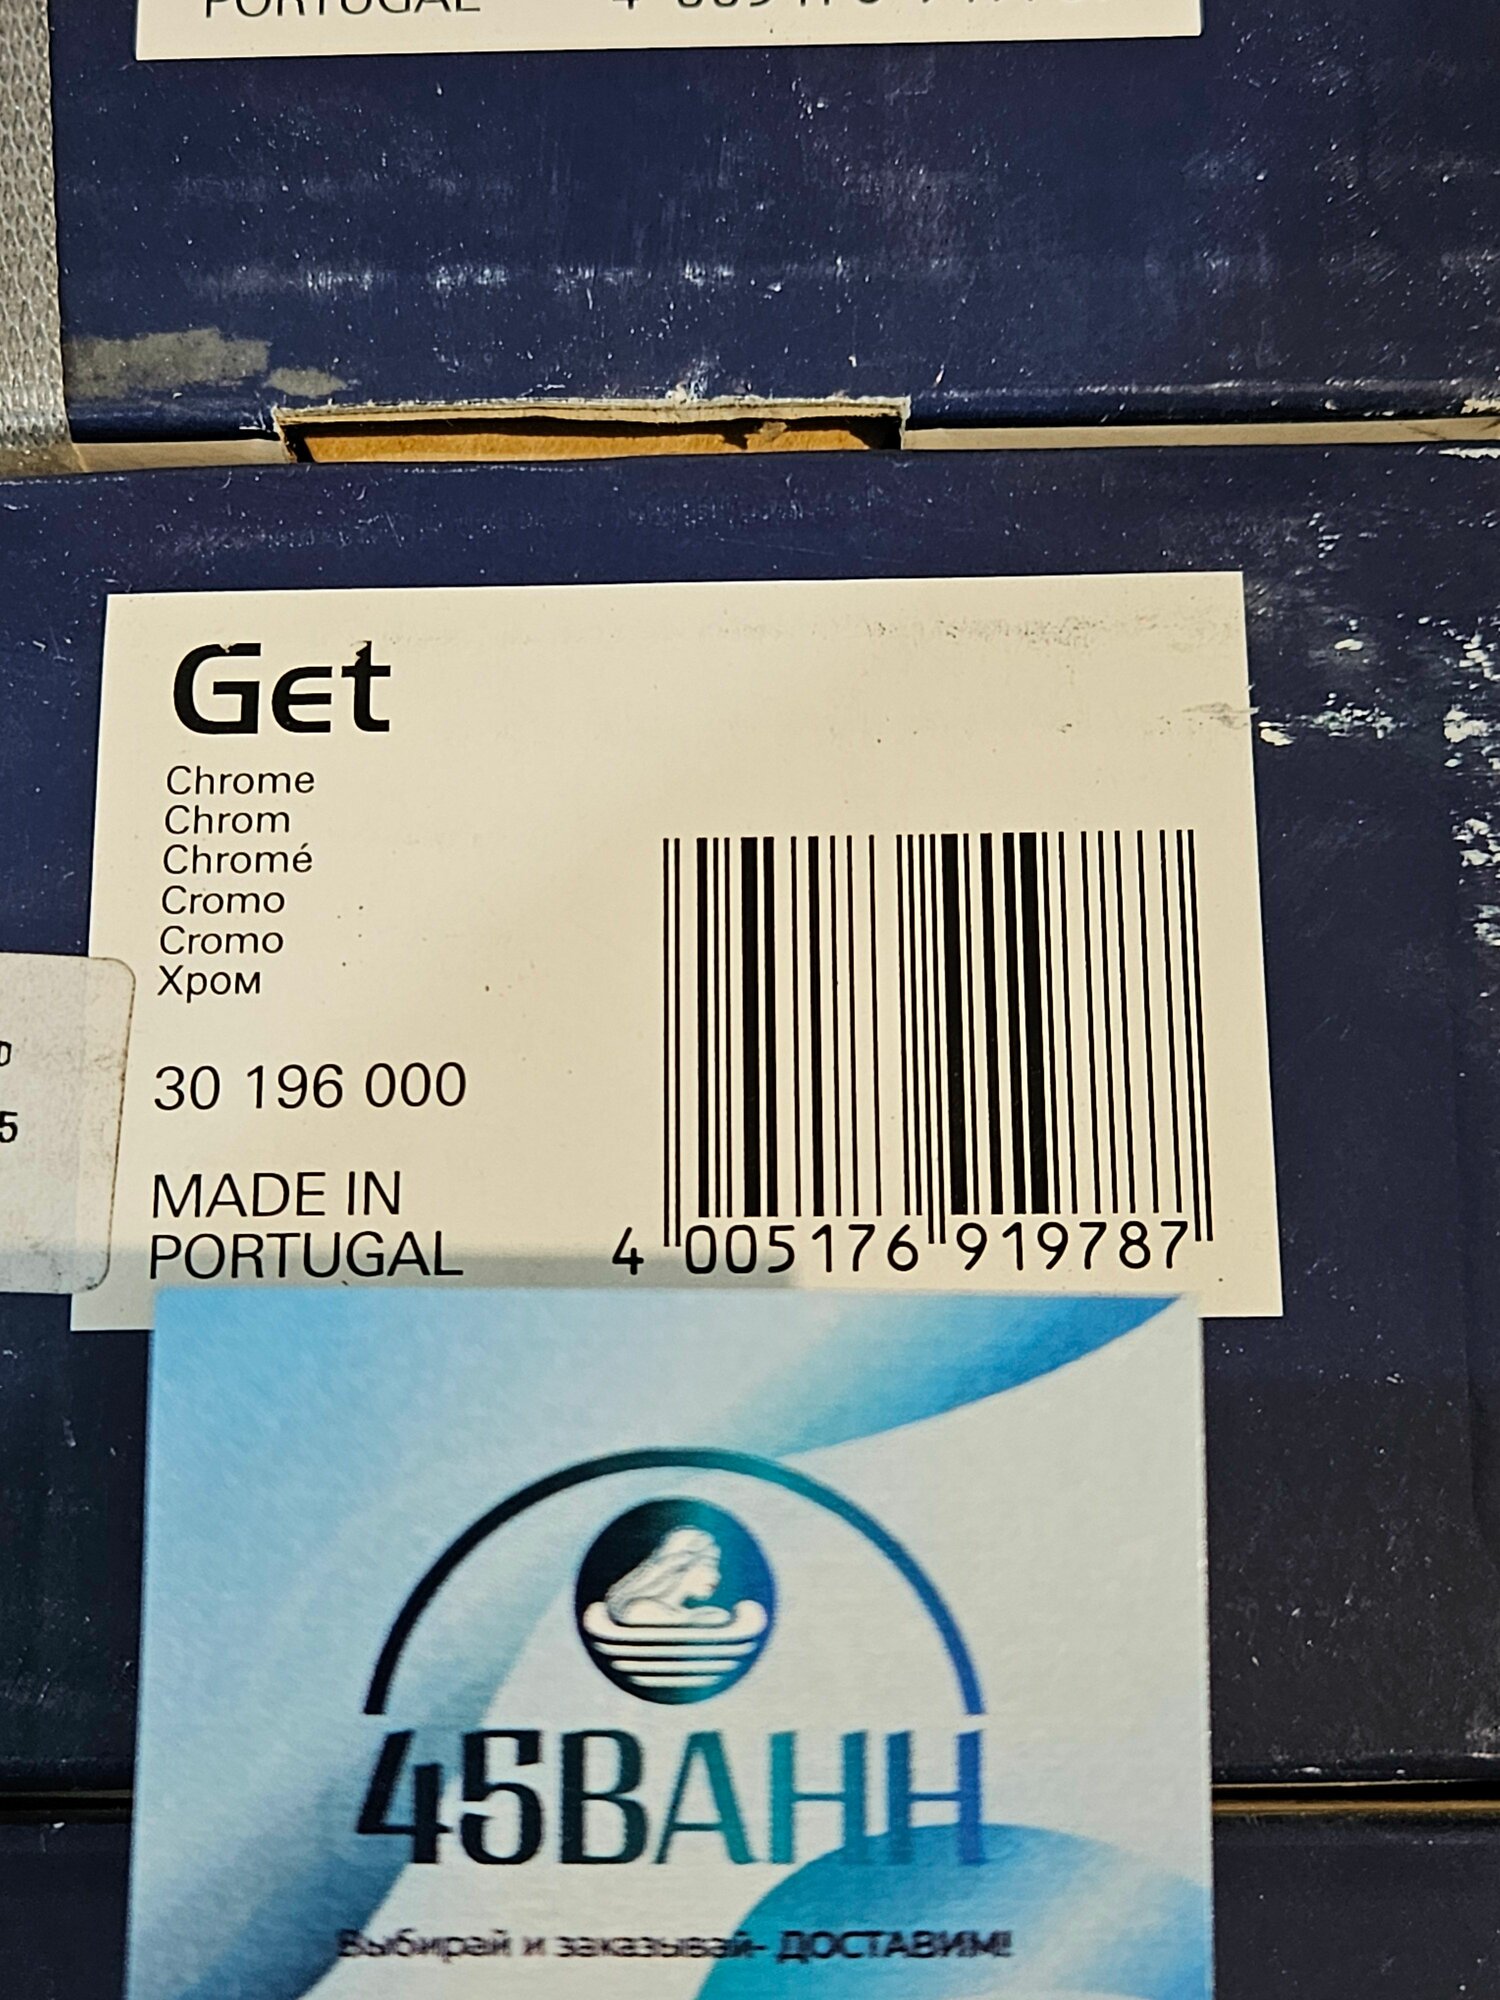 PORTUGAL
Get
Chrome
Chrom
Chromé
Cromo
Cromo
Хром
30 196 000
MADE IN
PORTUGAL
4 005176 919787
5
45ВАНН
Выбирай и заказывай- ДОСТАВИМ!